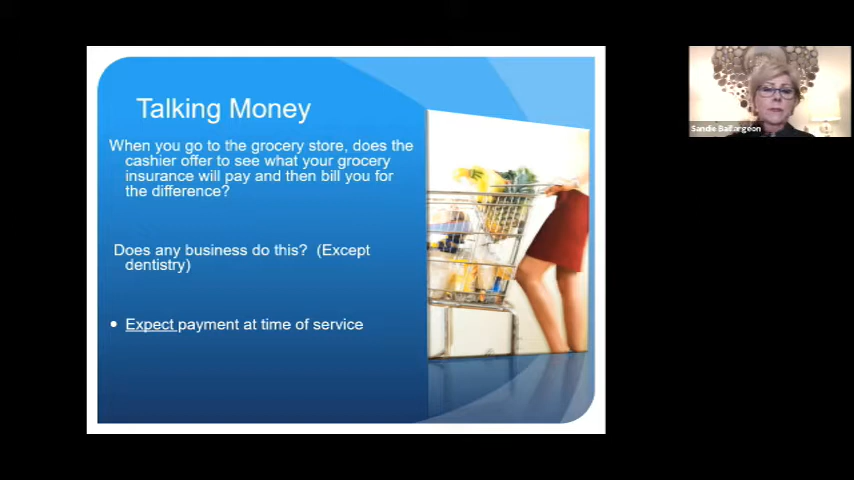 Talking Money
When you go to the grocery store, does the
cashier offer to see what your grocery
insurance will pay and then bill you for
the difference?
Does any business do this? (Except
dentistry)
• Expect payment at time of service
Sandie Baillargeon